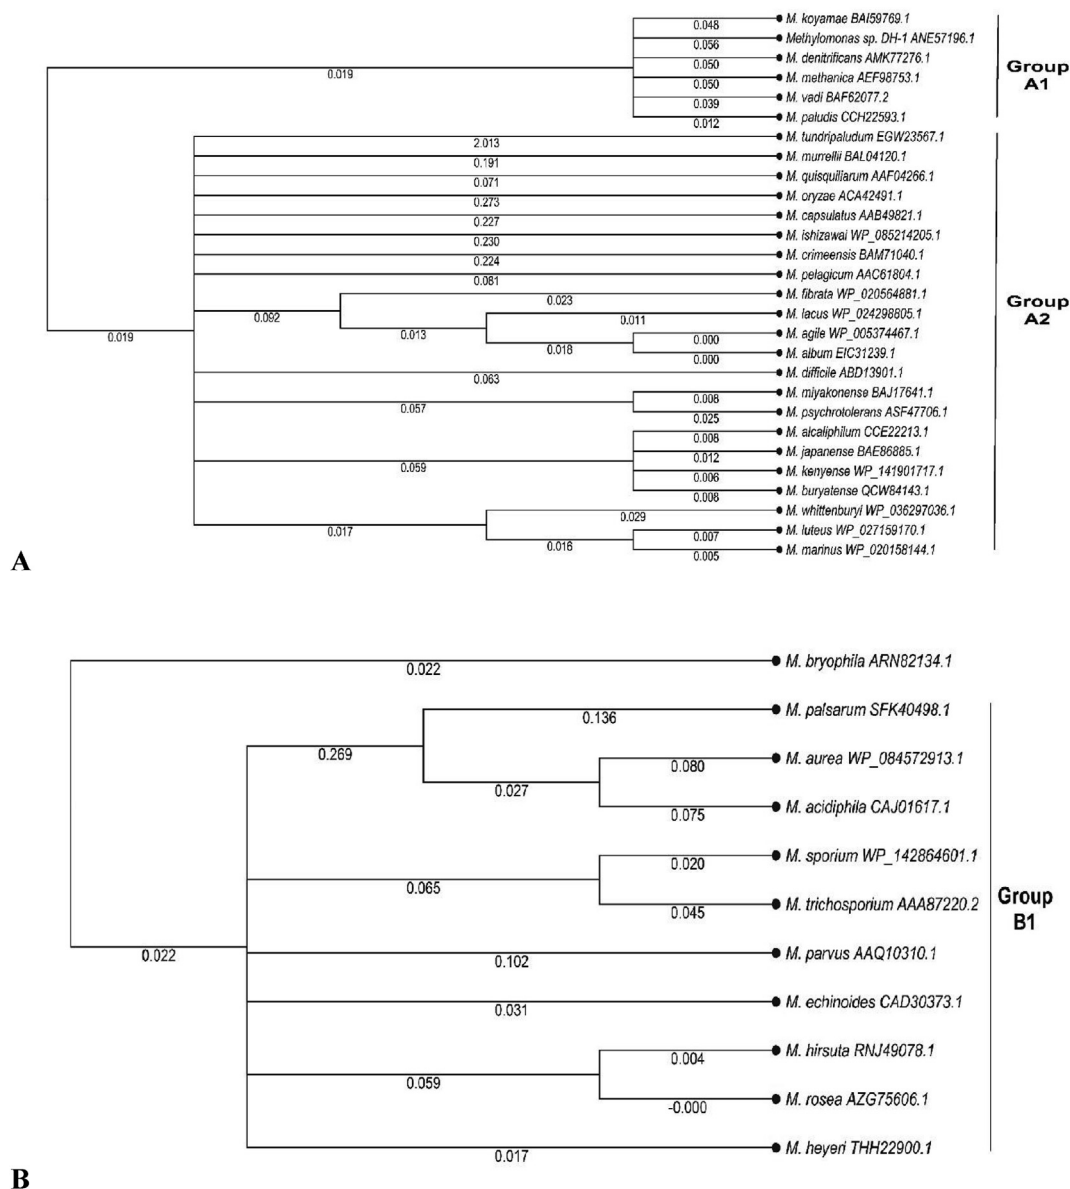 M. koyamae BAI59769.1
0.048
Methylomonas sp. DH-1 ANE57196.1
0.056
M. denitrificans AMK77276.1
0.050
Group
A1
0.019
M. methanica AEF98753.1
0.050
M. vadi BAF62077.2
0.039
M. paludis CCH22593.1
0.012
M. tundripaludum EGW23567.1
2.013
M. murrellii BAL04120.1
0.191
M. quisquiliarum AAF04266.1
0.071
M. oryzae ACA42491.1
0.273
M. capsulatus AAB49821.1
0.227
M. ishizawai WP_085214205.1
0.230
M. crimeensis BAM71040.1
0.224
M. pelagicum AAC61804.1
0.081
M. fibrata WP_020564881.1
0.023
Group
A2
0.092
M. lacus WP_024298805.1
0.011
0.019
0.013
M. agile WP_005374467.1
0.000
0.018
M. album EIC31239.1
0.000
M. difficile ABD13901.1
0.063
M. miyakonense BAJ17641.1
0.008
0.057
M. psychrotolerans ASF47706.1
0.025
M. alcaliphilum CCE22213.1
0.008
M. japanense BAE86885.1
0.012
0.059
M. kenyense WP_141901717.1
0.006
M. buryatense QCW84143.1
0.008
M. whittenburyi WP_036297036.1
0.029
0.017
M. luteus WP_027159170.1
0.007
0.016
M. marinus WP_020158144.1
0.005
A
M. bryophila ARN82134.1
0.022
M. palsarum SFK40498.1
0.136
0.269
M. aurea WP_084572913.1
0.080
0.027
M. acidiphila CAJ01617.1
0.075
M. sporium WP_142864601.1
0.020
0.065
M. trichosporium AAA87220.2
0.045
Group
B1
0.022
M. parvus AAQ10310.1
0.102
M. echinoides CAD30373.1
0.031
M. hirsuta RNJ49078.1
0.004
0.059
M. rosea AZG75606.1
-0.000
M. heyeri THH22900.1
0.017
B